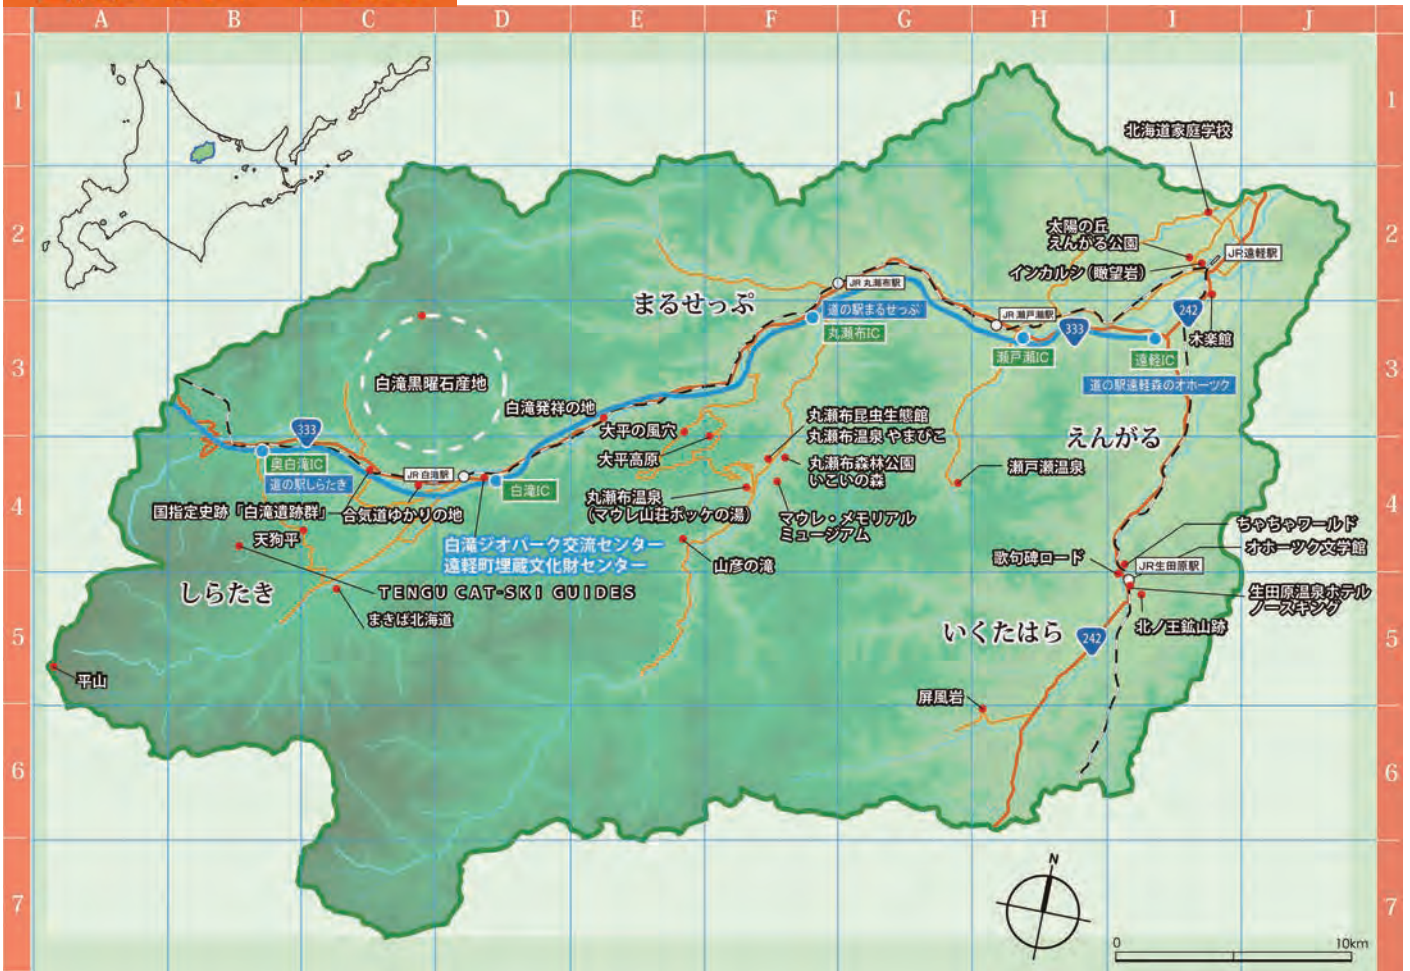 A B C D E F G H I J
1
1
北海道家庭学校
2
2
太陽の丘
えんがる公園
JR遠軽駅
インカルシ(瞰望岩)
JR 丸瀬布駅
まるせっぷ
道の駅まるせっぷ
JR 瀬戸瀬駅
242
丸瀬布IC
333
木楽館
瀬戸瀬IC
遠軽IC
3
3
白滝黒曜石産地
道の駅遠軽森のオホーツク
白滝発祥の地
丸瀬布昆虫生態館
333
大平の風穴
丸瀬布温泉 やまびこ
えんがる
奥白滝IC
大平高原
丸瀬布森林公園
いこいの森
瀬戸瀬温泉
JR 白滝駅
道の駅しらたき
白滝IC
丸瀬布温泉
(マウレ山荘ポッケの湯)
4
4
国指定史跡「白滝遺跡群」
合気道ゆかりの地
マウレ・メモリアル
ミュージアム
ちゃちゃワールド
天狗平
白滝ジオパーク交流センター
遠軽町埋蔵文化財センター
オホーツク文学館
山彦の滝
歌句碑ロード
JR生田原駅
しらたき
TENGU CAT-SKI GUIDES
生田原温泉ホテル
ノースキング
まきば北海道
いくたはら
242
北ノ王鉱山跡
5
5
平山
屏風岩
6
6
N
7
7
0 10km